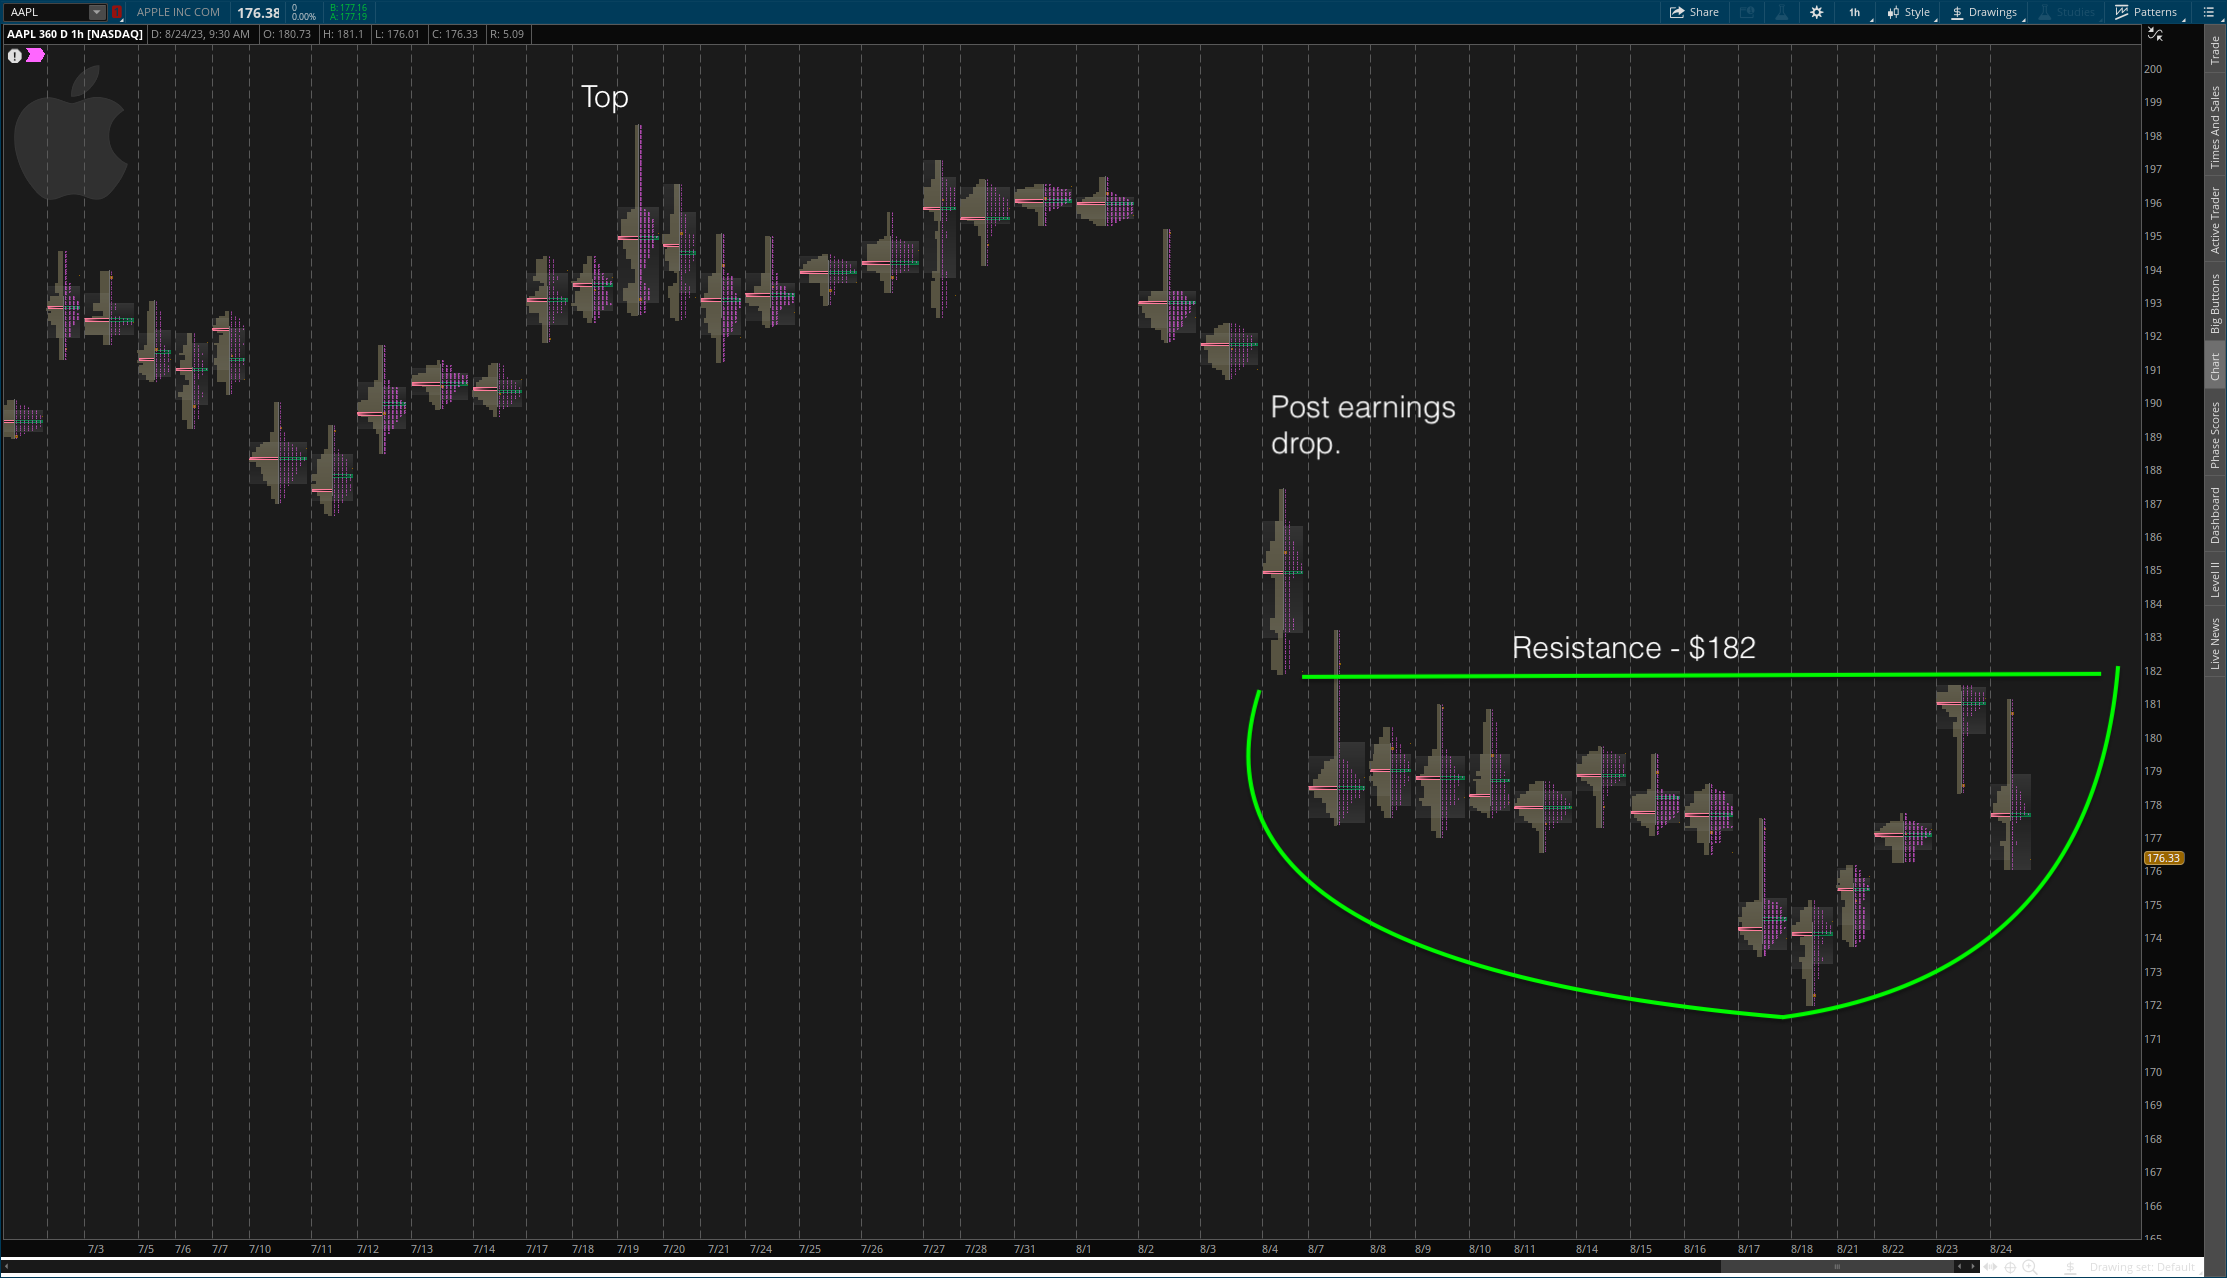 AAPL
APPLE INC COM
176.38
0
0.00%
B: 177.16
A: 177.19
Share
1h
Style
$ Drawings
Studies
Patterns
AAPL 360 D 1h [NASDAQ]
D: 8/24/23, 9:30 AM
O: 180.73
H: 181.1
L: 176.01
C: 176.33
R: 5.09
Top
Post earnings
drop.
Resistance - $182
200
199
198
197
196
195
194
193
192
191
190
189
188
187
186
185
184
183
182
181
180
179
178
177
176.33
176
175
174
173
172
171
170
169
168
167
166
165
7/3
7/5
7/6
7/7
7/10
7/11
7/12
7/13
7/14
7/17
7/18
7/19
7/20
7/21
7/24
7/25
7/26
7/27
7/28
7/31
8/1
8/2
8/3
8/4
8/7
8/8
8/9
8/10
8/11
8/14
8/15
8/16
8/17
8/18
8/21
8/22
8/23
8/24
Trade
Times And Sales
Active Trader
Big Buttons
Chart
Phase Scores
Dashboard
Level II
Live News
$
Drawing set: Default